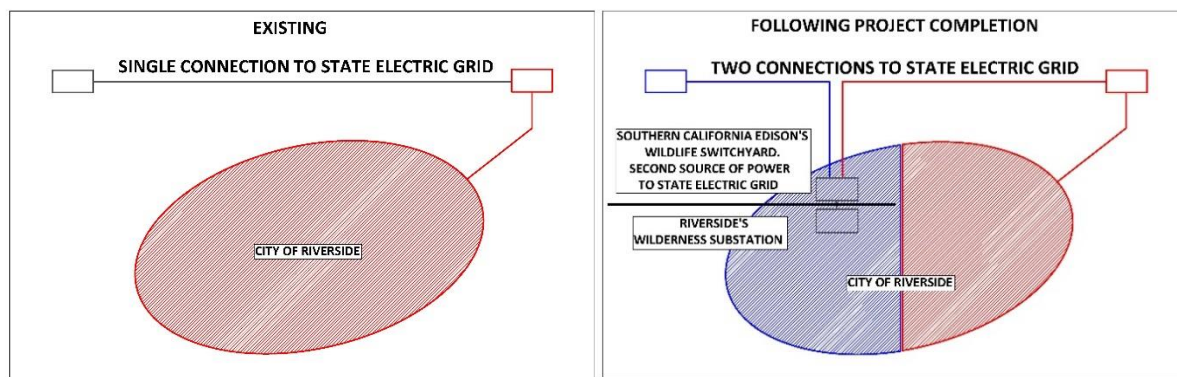 EXISTING
SINGLE CONNECTION TO STATE ELECTRIC GRID
CITY OF RIVERSIDE
FOLLOWING PROJECT COMPLETION
TWO CONNECTIONS TO STATE ELECTRIC GRID
SOUTHERN CALIFORNIA EDISON'S
WILDLIFE SWITCHYARD.
SECOND SOURCE OF POWER
TO STATE ELECTRIC GRID
RIVERSIDE'S
WILDERNESS SUBSTATION
CITY OF RIVERSIDE